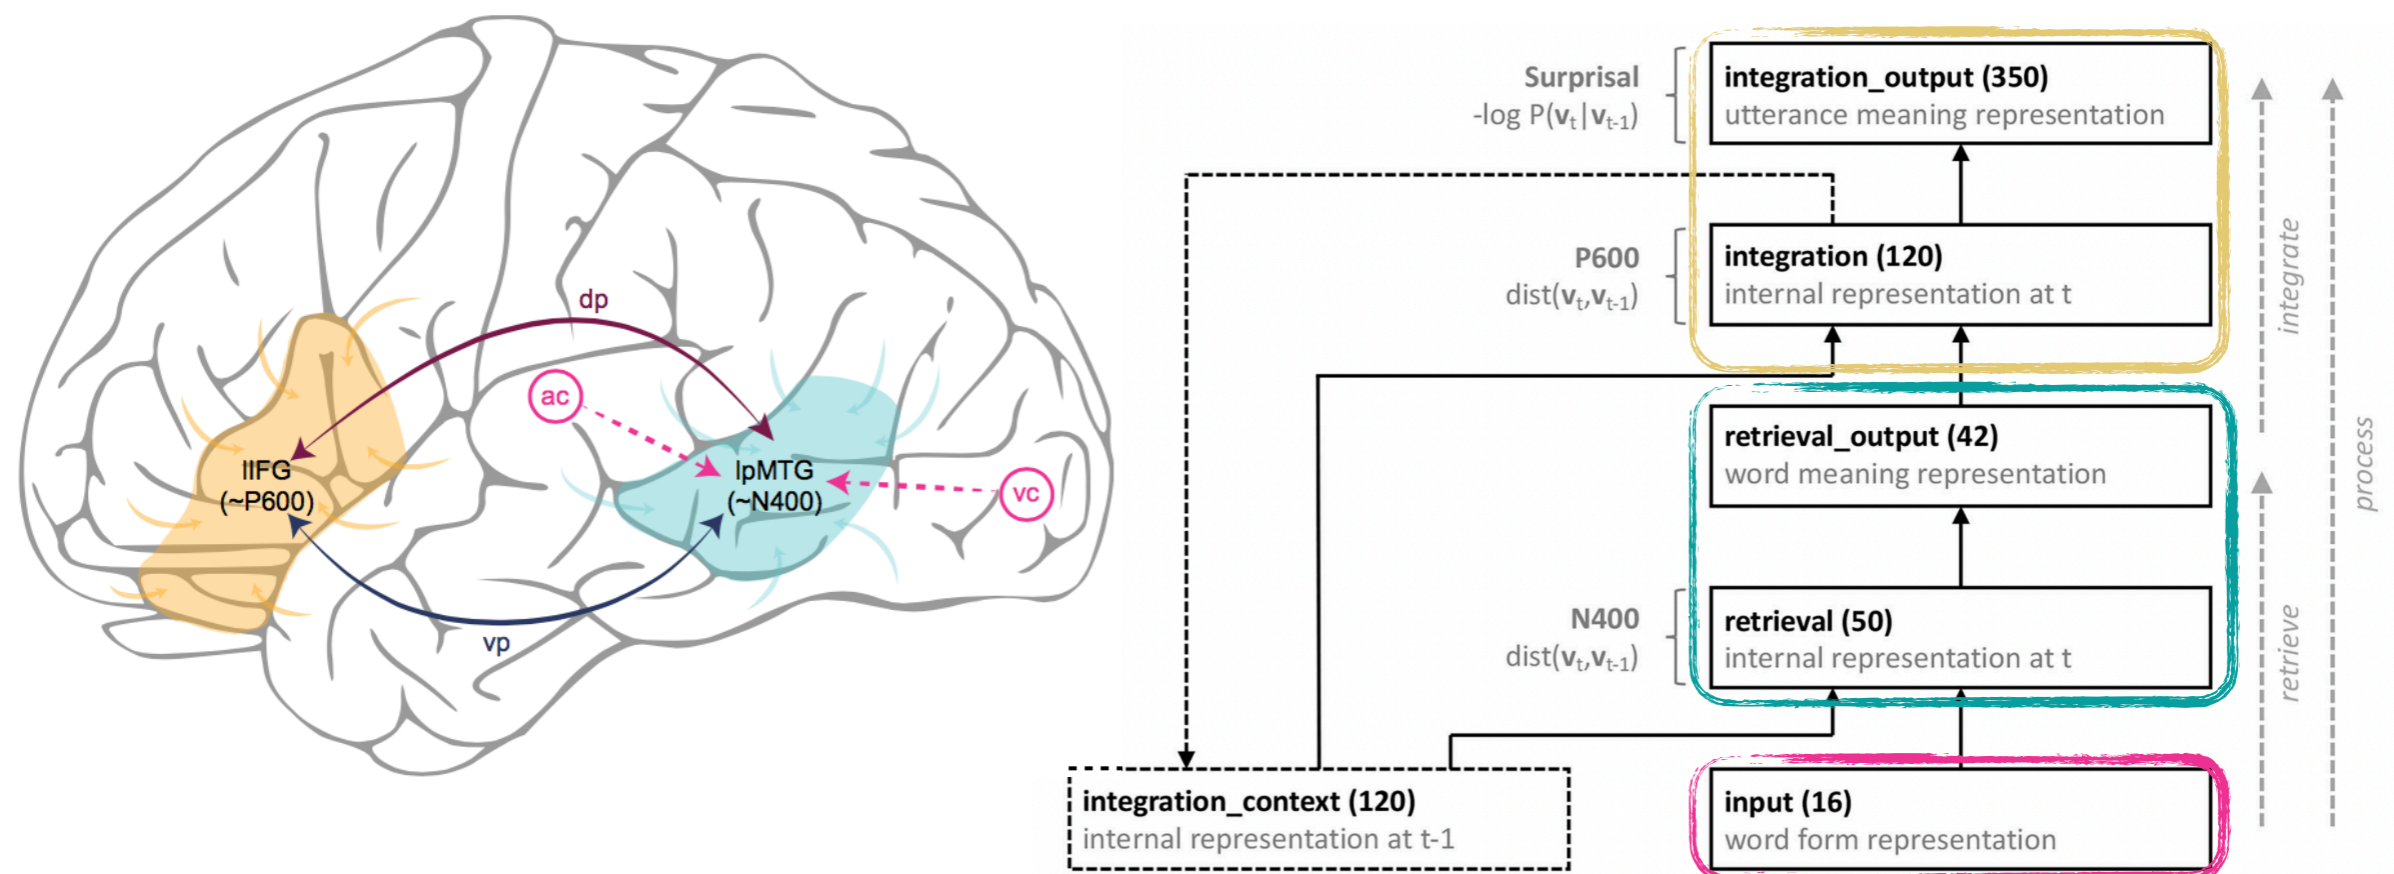 dp
ac
lIFG
(~P600)
lpMTG
(~N400)
vc
vp
Surprisal
-log P(vt|vt-1)
integration_output (350)
utterance meaning representation
P600
dist(vt,vt-1)
integration (120)
internal representation at t
retrieval_output (42)
word meaning representation
N400
dist(vt,vt-1)
retrieval (50)
internal representation at t
integration_context (120)
internal representation at t-1
input (16)
word form representation
integrate
retrieve
process